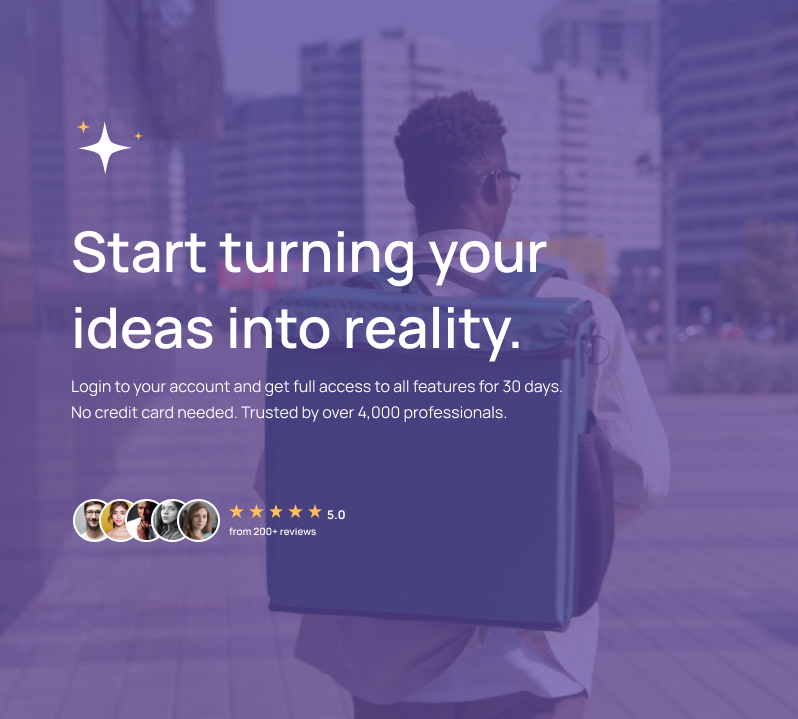 Start turning your
ideas into reality.
Login to your account and get full access to all features for 30 days.
No credit card needed. Trusted by over 4,000 professionals.
5.0
from 200+ reviews